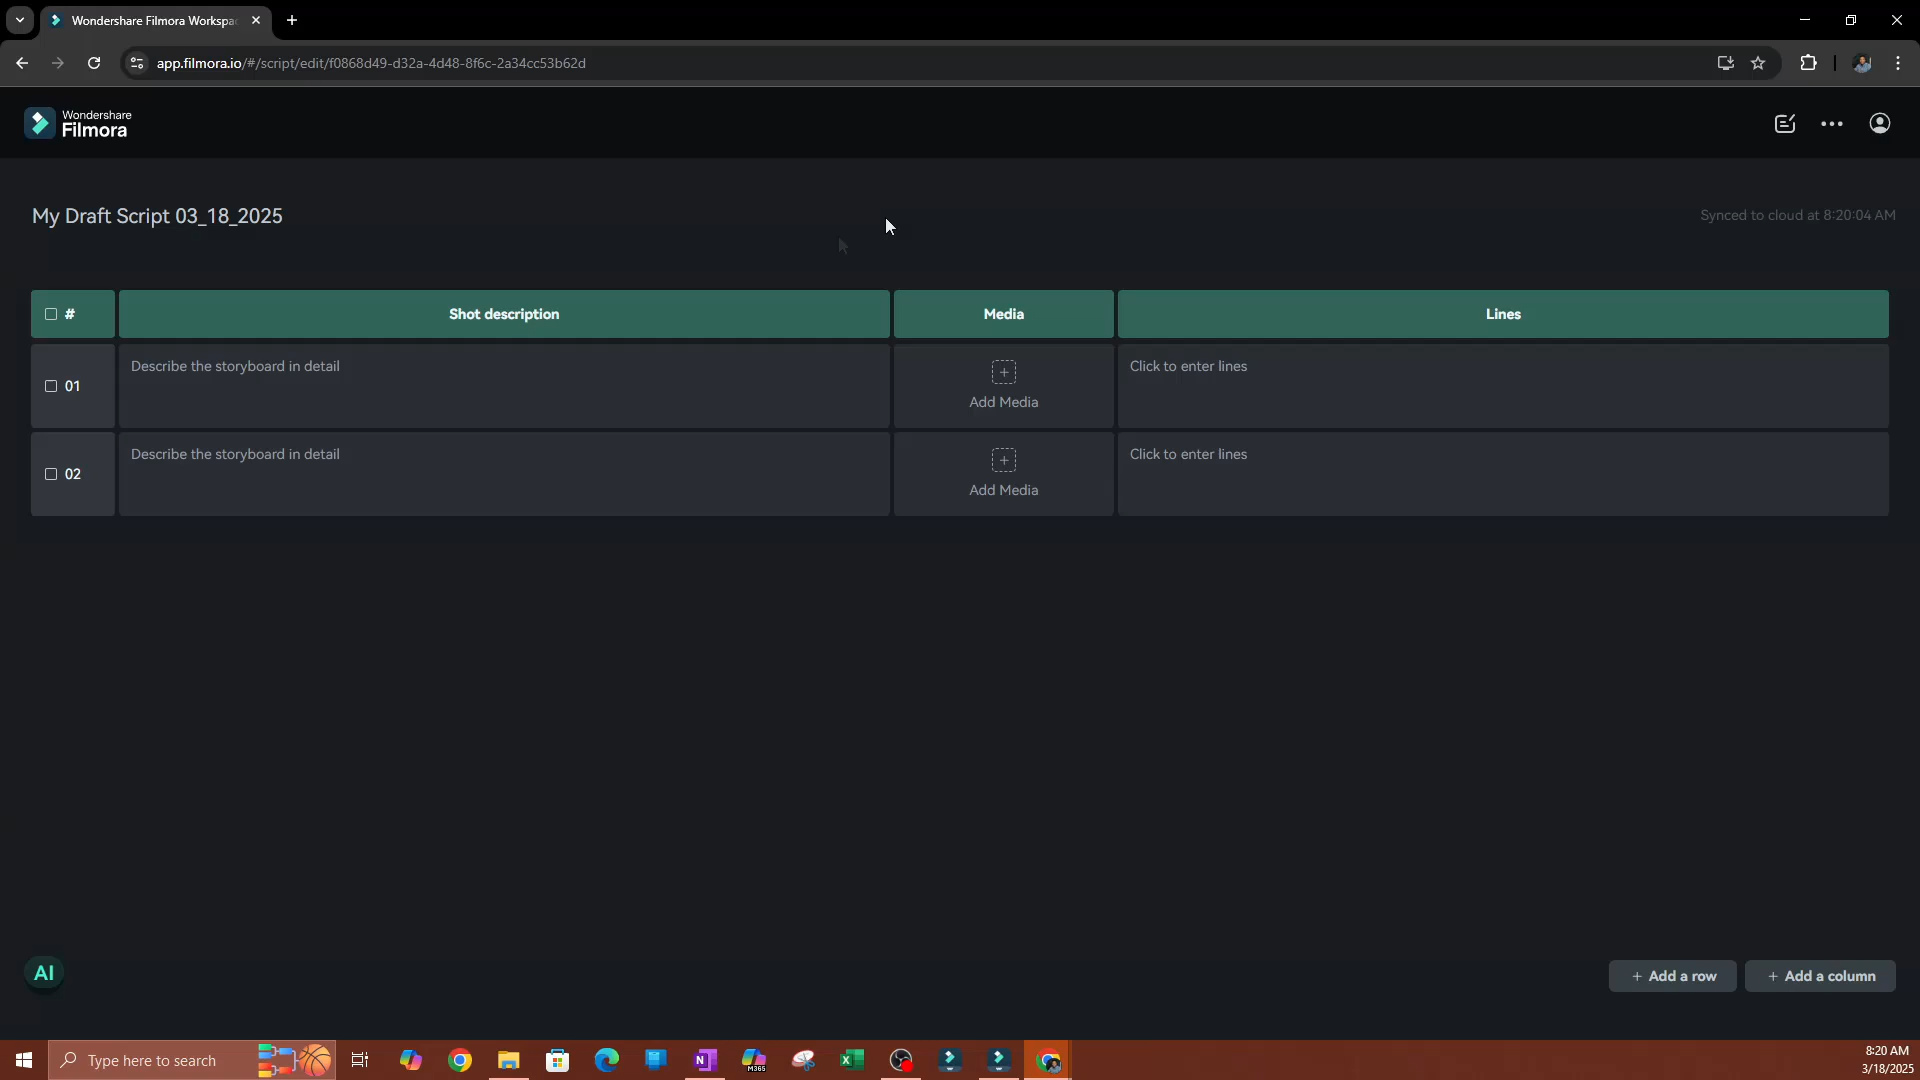 Wondershare Filmora Workspa
app.filmora.io/#/script/edit/f0868d49-d32a-4d48-8f6c-2a34cc53b62d
Wondershare
Filmora
My Draft Script 03_18_2025
Synced to cloud at 8:20:04 AM
#
Shot description
Media
Lines
01
Describe the storyboard in detail
Add Media
Click to enter lines
02
Describe the storyboard in detail
Add Media
Click to enter lines
AI
+ Add a row
+ Add a column
Type here to search
N
M365
8:20 AM
3/18/2025